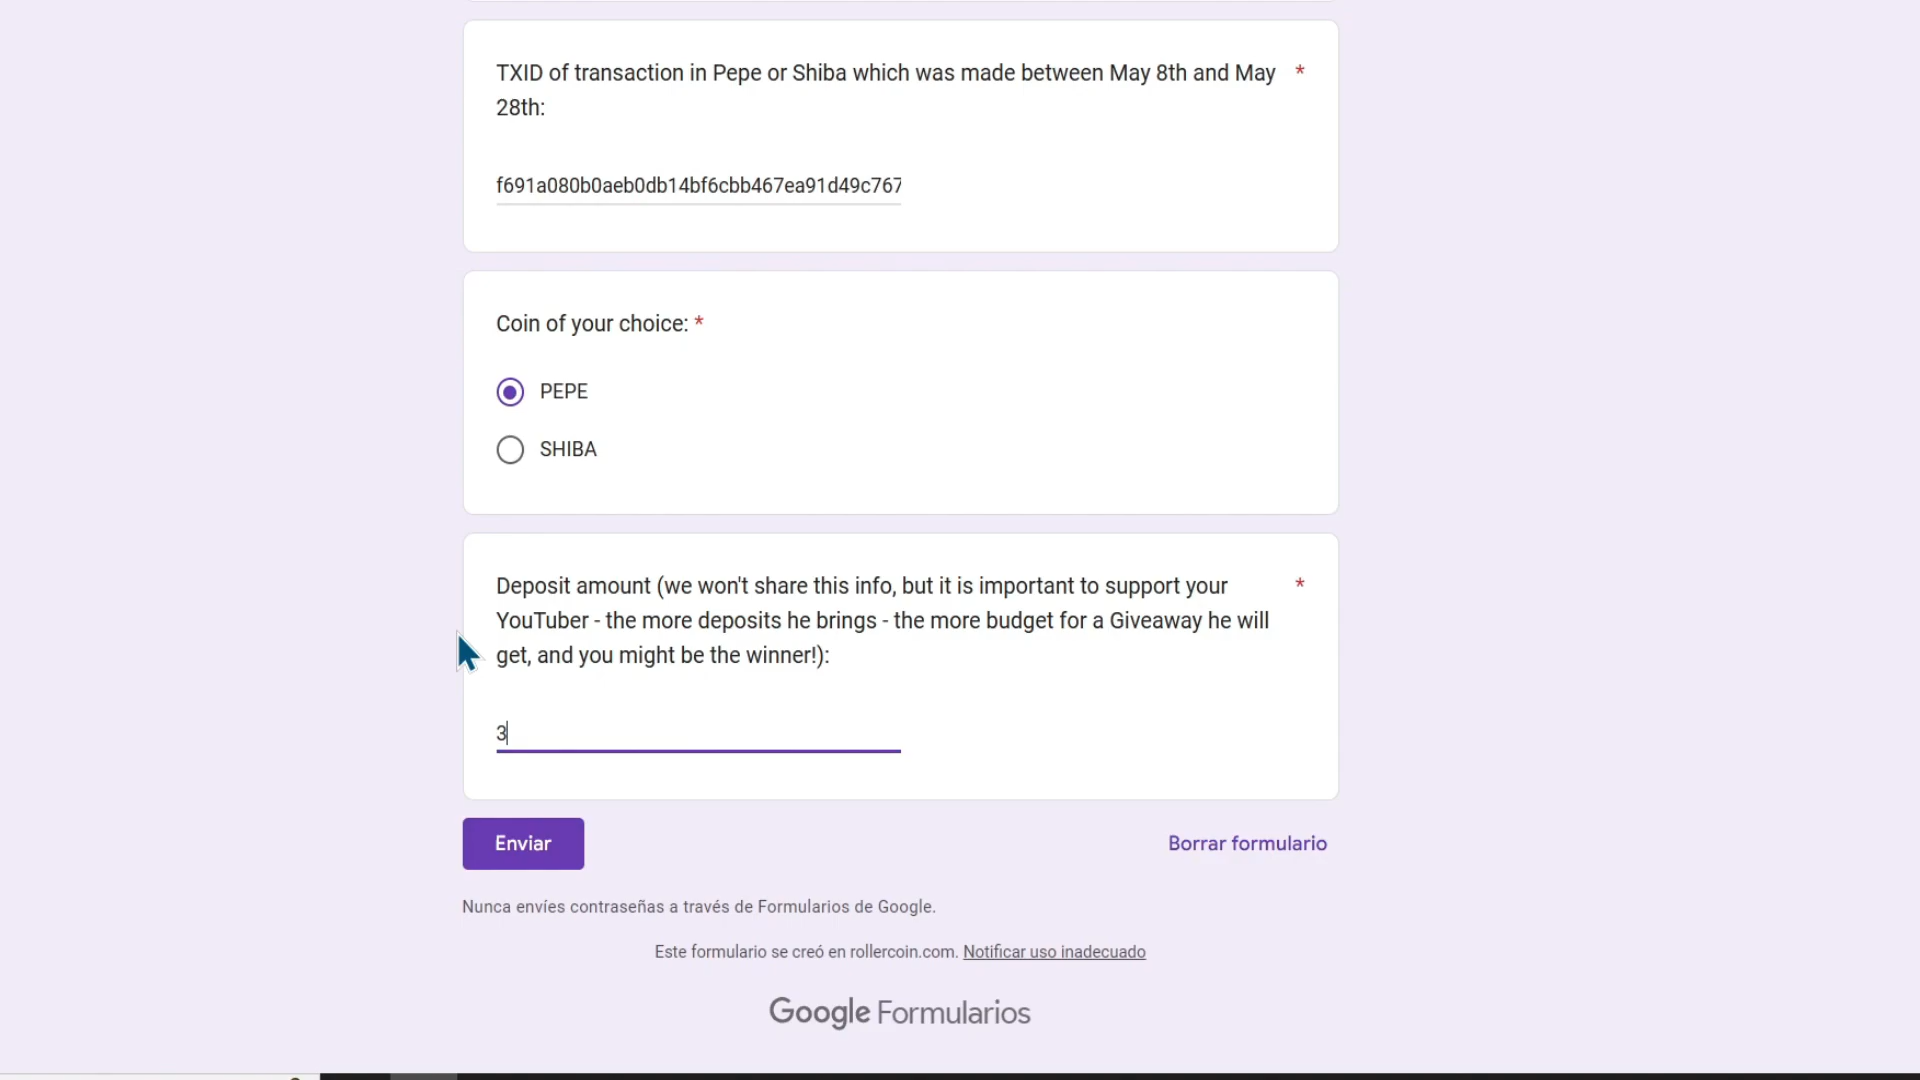 TXID of transaction in Pepe or Shiba which was made between May 8th and May *
28th:
f691a080b0aeb0db14bf6cbb467ea91d49c767
Coin of your choice: *
PEPE
SHIBA
Deposit amount (we won't share this info, but it is important to support your *
YouTuber - the more deposits he brings - the more budget for a Giveaway he will
get, and you might be the winner!):
3
Enviar
Borrar formulario
Nunca envíes contraseñas a través de Formularios de Google.
Este formulario se creó en rollercoin.com. Notificar uso inadecuado
Google Formularios